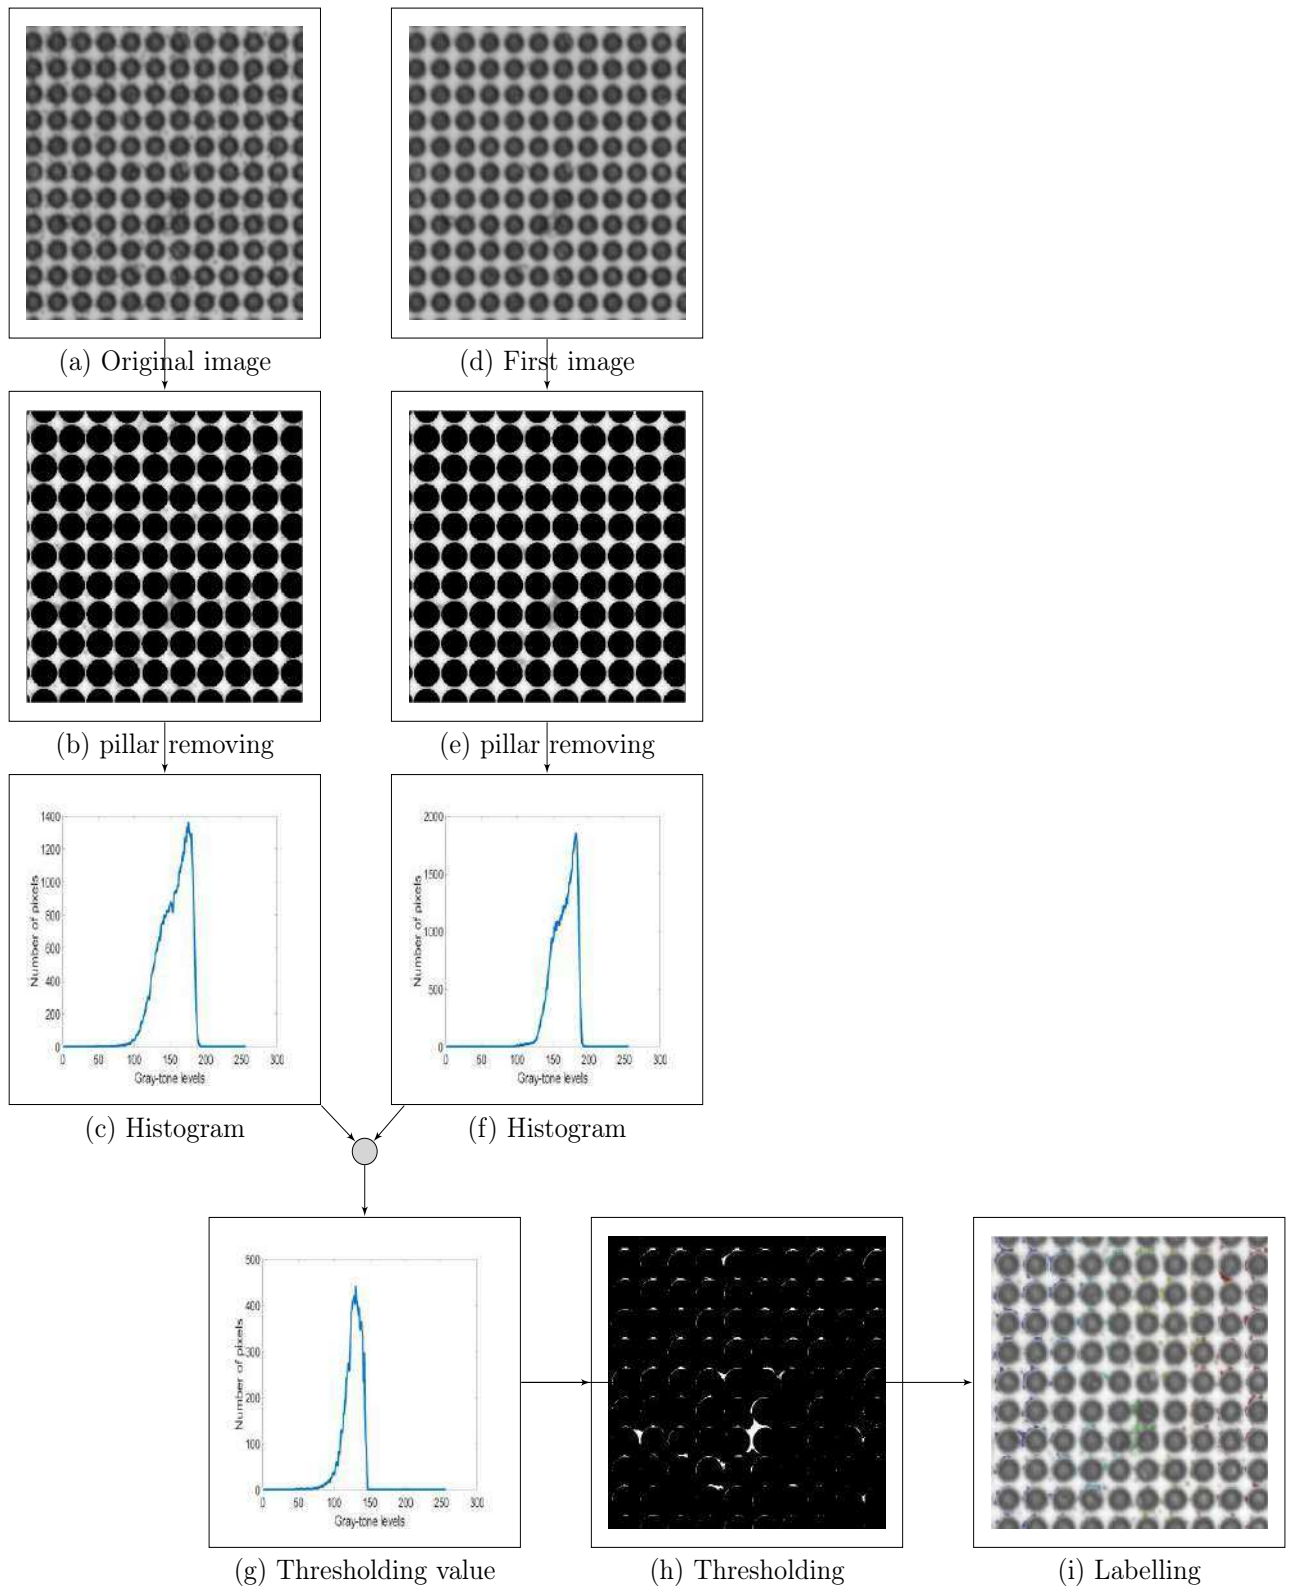 (a) Original image
(d) First image
(b) pillar removing
(e) pillar removing
1400
1200
1000
800
600
400
200
0
Number of pixels
0 50 100 150 200 250 300
Gray-tone levels
(c) Histogram
2000
1500
1000
500
0
Number of pixels
0 50 100 150 200 250 300
Gray-tone levels
(f) Histogram
500
400
300
200
100
0
Number of pixels
0 50 100 150 200 250 300
Gray-tone levels
(g) Thresholding value
(h) Thresholding
(i) Labelling